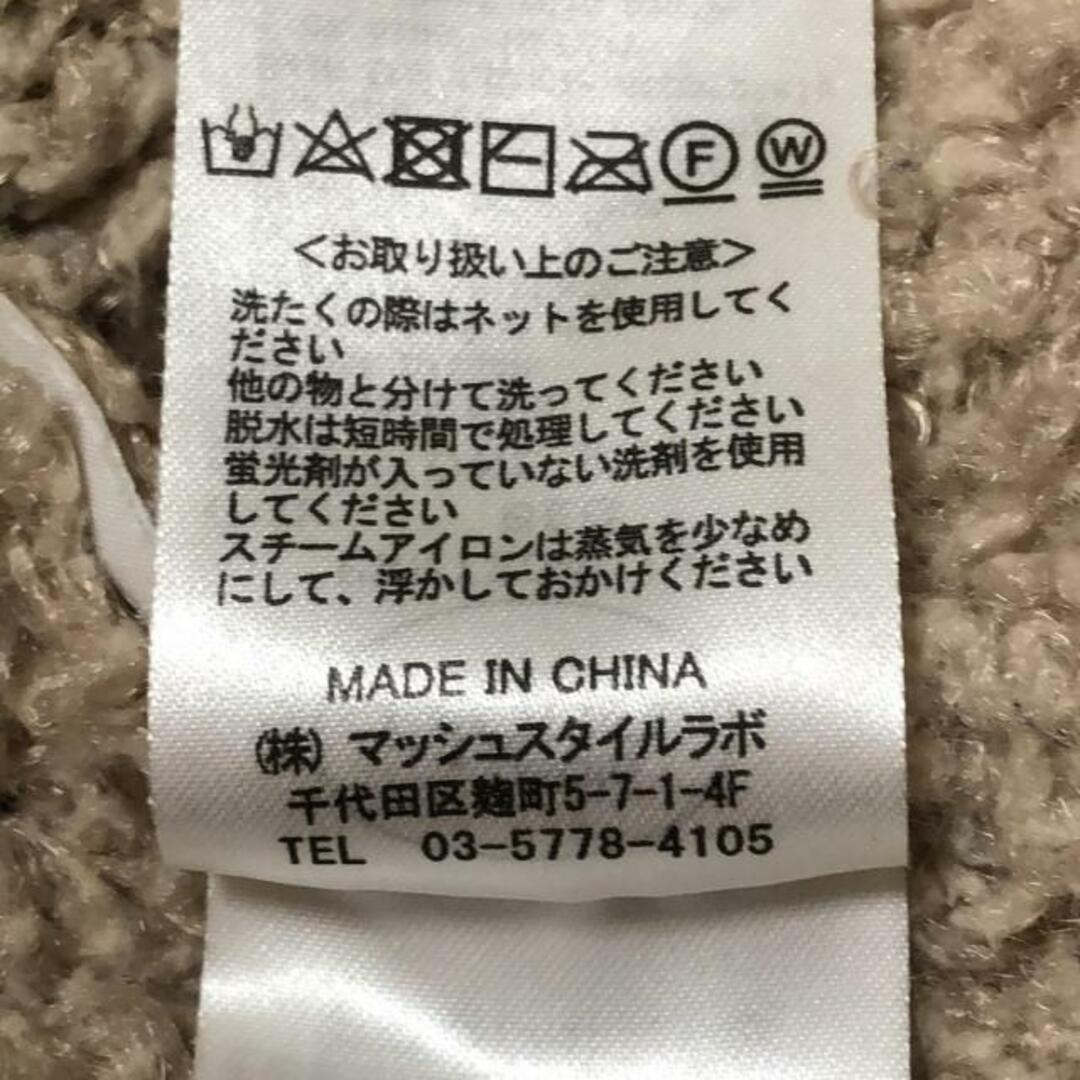 F W
<お取り扱い上のご注意>
洗たくの際はネットを使用してく
ださい
他の物と分けて洗ってください
脱水は短時間で処理してください
蛍光剤が入っていない洗剤を使用
してください
スチームアイロンは蒸気を少なめ
にして、浮かしておかけください
MADE IN CHINA
(株) マッシュスタイルラボ
千代田区麹町5-7-1-4F
TEL 03-5778-4105